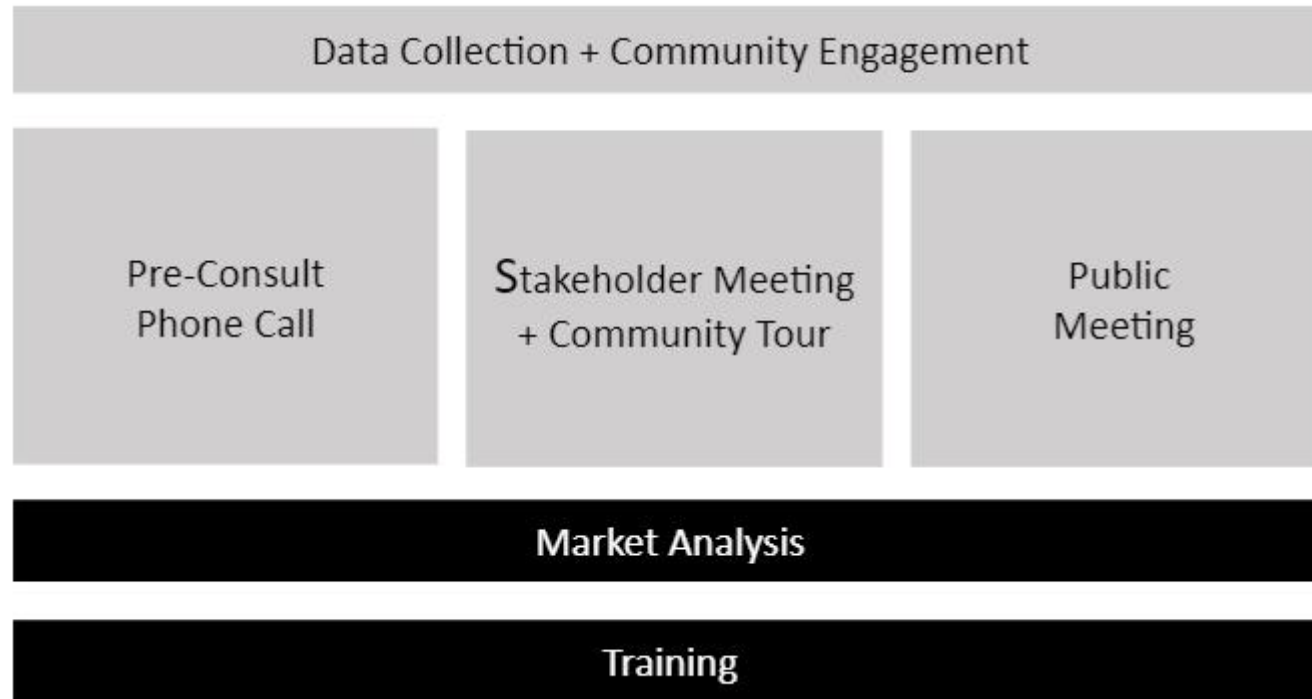 Data Collection + Community Engagement
Pre-Consult
Phone Call
Stakeholder Meeting
+ Community Tour
Public
Meeting
Market Analysis
Training